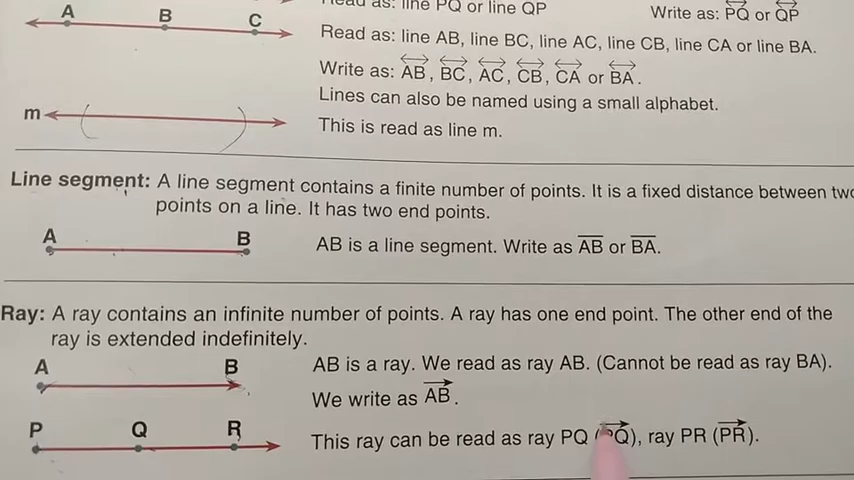 Read as: line PQ or line QP
Write as: PQ or QP
A B C
Read as: line AB, line BC, line AC, line CB, line CA or line BA.
Write as: AB, BC, AC, CB, CA or BA.
Lines can also be named using a small alphabet.
m
This is read as line m.
Line segment: A line segment contains a finite number of points. It is a fixed distance between two
points on a line. It has two end points.
A B
AB is a line segment. Write as AB or BA.
Ray: A ray contains an infinite number of points. A ray has one end point. The other end of the
ray is extended indefinitely.
A B
AB is a ray. We read as ray AB. (Cannot be read as ray BA).
We write as AB.
P Q R
This ray can be read as ray PQ (PQ), ray PR (PR).